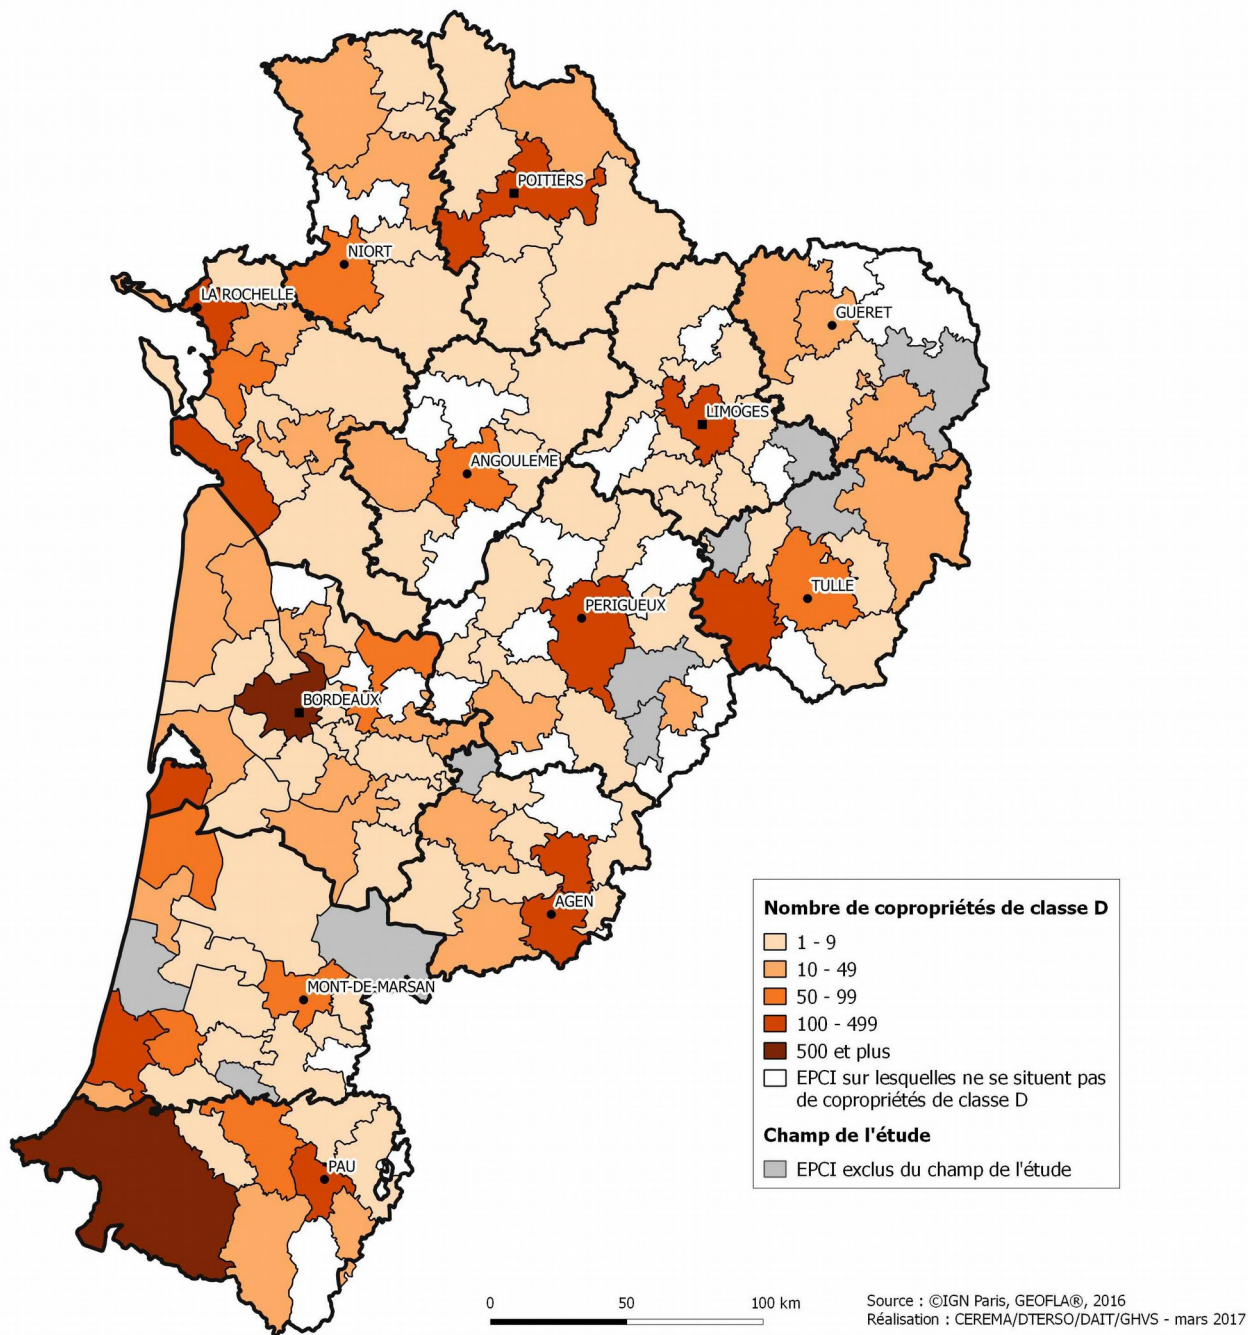 POITIERS
NIORT
LA ROCHELLE
GUERET
LIMOGES
ANGOULEME
TULLE
PERIGUEUX
BORDEAUX
AGEN
MONT-DE-MARSAN
PAU
Nombre de copropriétés de classe D
1 - 9
10 - 49
50 - 99
100 - 499
500 et plus
EPCI sur lesquelles ne se situent pas
de copropriétés de classe D
Champ de l'étude
EPCI exclus du champ de l'étude
0 50 100 km
Source : ©IGN Paris, GEOFLA®, 2016
Réalisation : CEREMA/DTERSO/DAIT/GHVS - mars 2017